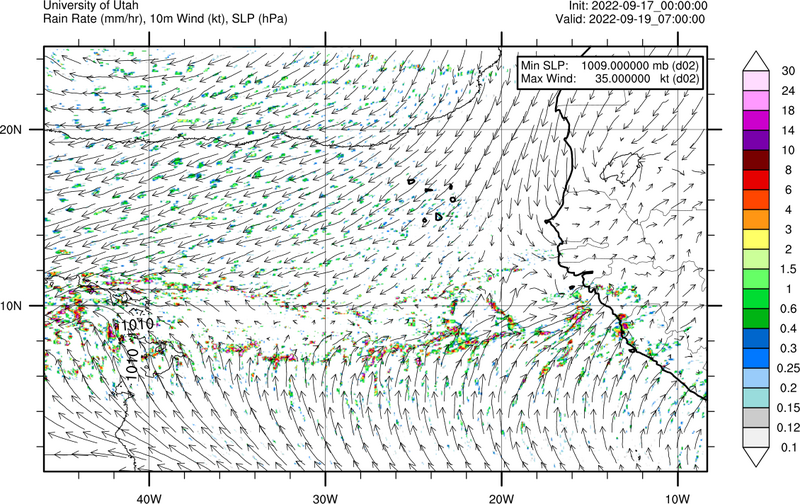 University of Utah
Init: 2022-09-17_00:00:00
Rain Rate (mm/hr), 10m Wind (kt), SLP (hPa)
Valid: 2022-09-19_07:00:00
Min SLP: 1009.000000 mb (d02)
Max Wind: 35.000000 kt (d02)
20N
10N
1010
1010
40W
30W
20W
10W
30
24
18
14
10
8
6
4
3
2
1.5
1
0.6
0.4
0.3
0.25
0.2
0.15
0.12
0.1